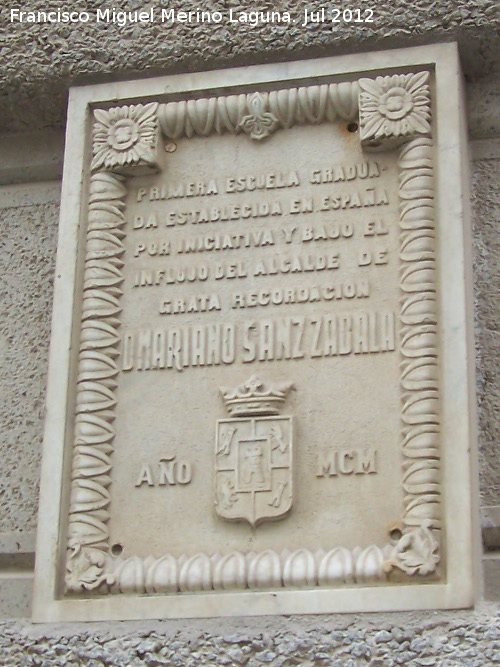 Francisco Miguel Merino Laguna. Jul 2012
PRIMERA ESCUELA GRADUA-
DA ESTABLECIDA EN ESPAÑA
POR INICIATIVA Y BAJO EL
INFLUJO DEL ALCALDE DE
GRATA RECORDACION
D. MARIANO SANZ ZABALA
AÑO MCM